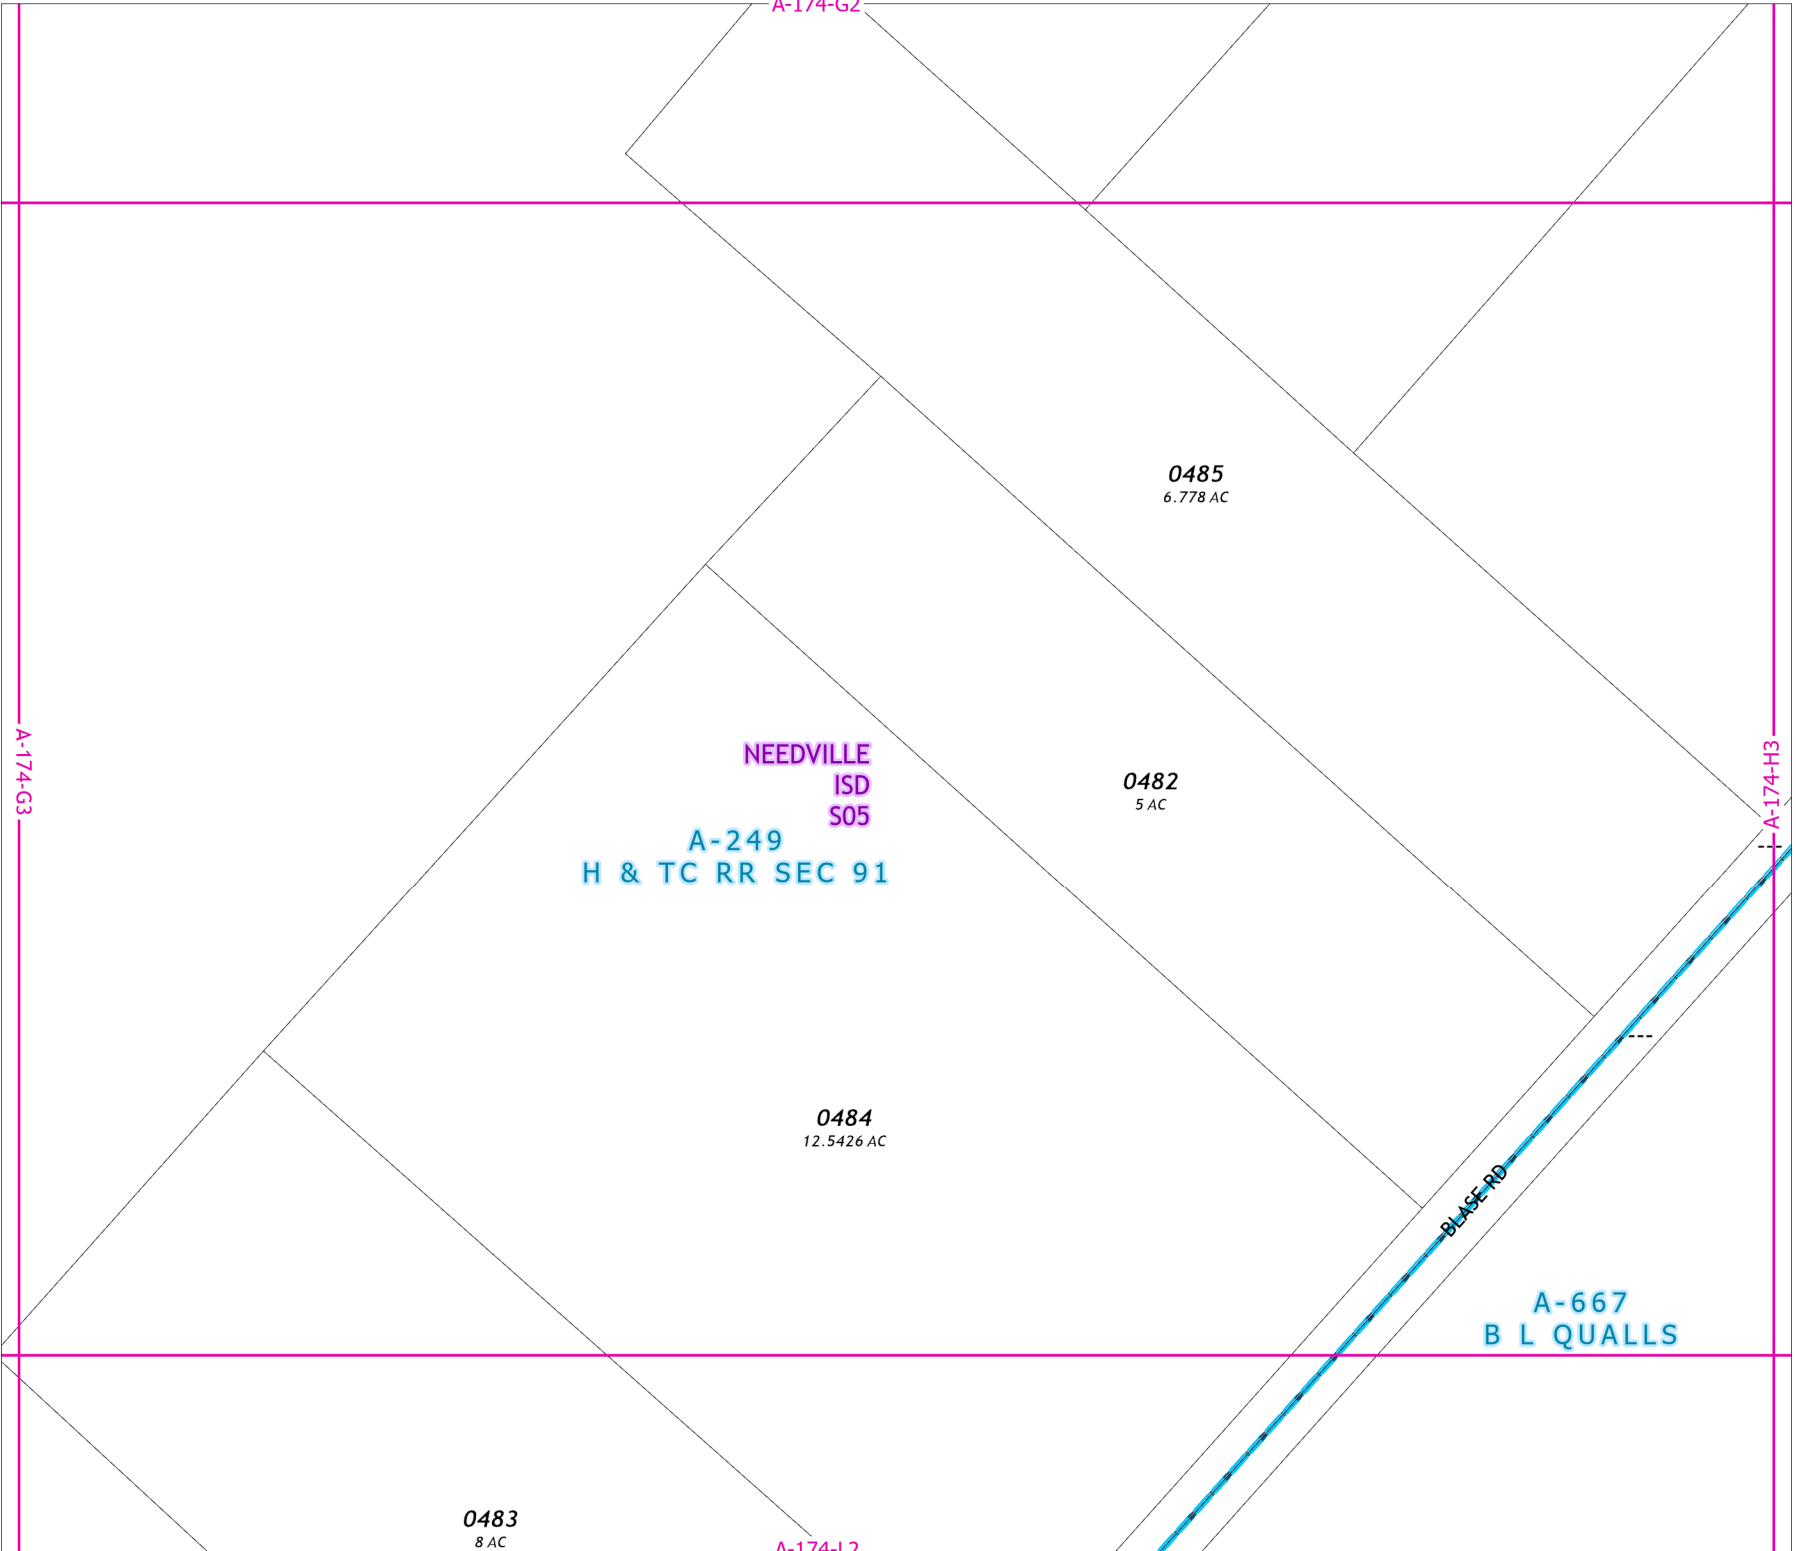 A-174-G2
0485
6.778 AC
A-174-G3
A-174-H3
NEEDVILLE
ISD
S05
0482
5 AC
A-249
H & TC RR SEC 91
0484
12.5426 AC
BLASE RD
A-667
B L QUALLS
0483
8 AC
A-174-L2